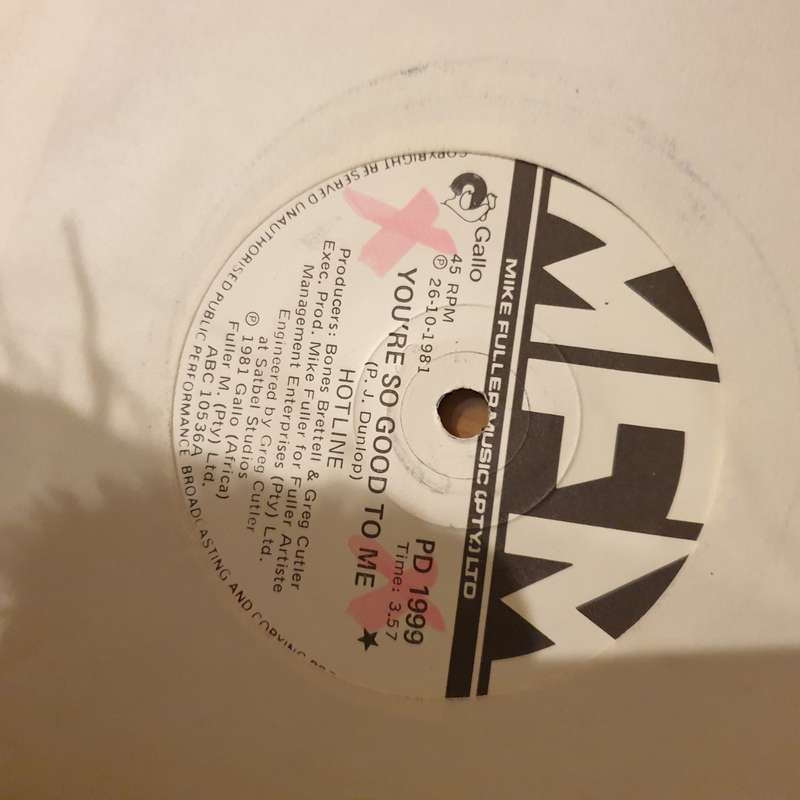 MFM
MIKE FULLER MUSIC (PTY.) LTD
Gallo
45 RPM
℗ 26-10-1981
PD 1999
Time: 3.57
YOU'RE SO GOOD TO ME ★
(P. J. Dunlop)
HOTLINE
Producers: Bones Brettell & Greg Cutler
Exec. Prod. Mike Fuller for Fuller Artiste
Management Enterprises (Pty) Ltd.
Engineered by Greg Cutler
at Satbel Studios
℗ 1981 Gallo (Africa)
Fuller M. (Pty) Ltd.
ABC 10536A
COPYRIGHT RESERVED UNAUTHORISED PUBLIC PERFORMANCE BROADCASTING AND COPYING